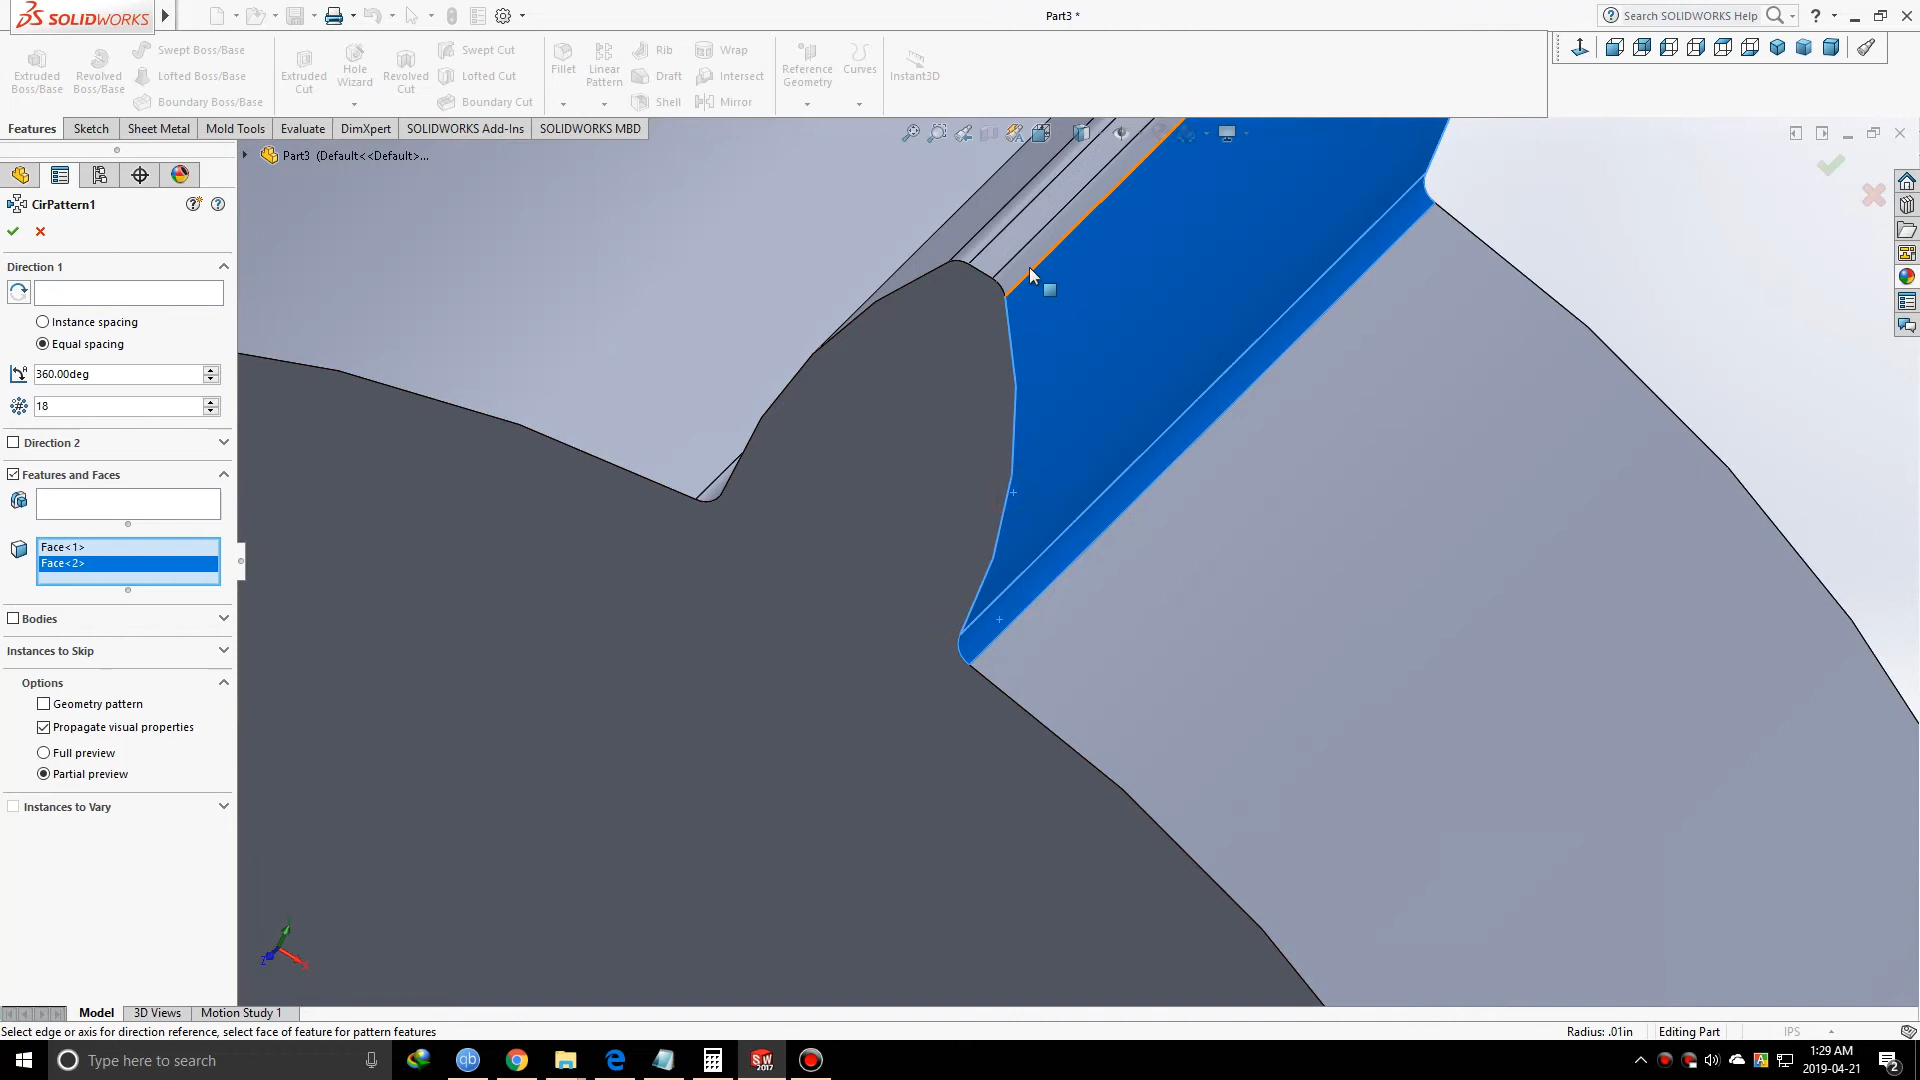 SOLIDWORKS
Part3 *
Search SOLIDWORKS Help
Extruded Boss/Base
Revolved Boss/Base
Swept Boss/Base
Lofted Boss/Base
Boundary Boss/Base
Extruded Cut
Hole Wizard
Revolved Cut
Swept Cut
Lofted Cut
Boundary Cut
Fillet
Linear Pattern
Rib
Draft
Shell
Wrap
Intersect
Mirror
Reference Geometry
Curves
Instant3D
Features
Sketch
Sheet Metal
Mold Tools
Evaluate
DimXpert
SOLIDWORKS Add-Ins
SOLIDWORKS MBD
Part3 (Default<<Default>...
CirPattern1
Direction 1
Instance spacing
Equal spacing
360.00deg
18
Direction 2
Features and Faces
Face<1>
Face<2>
Bodies
Instances to Skip
Options
Geometry pattern
Propagate visual properties
Full preview
Partial preview
Instances to Vary
Model
3D Views
Motion Study 1
Select edge or axis for direction reference, select face of feature for pattern features
Radius: .01in
Editing Part
IPS
Type here to search
qb
SW
2017
1:29 AM
2019-04-21
2